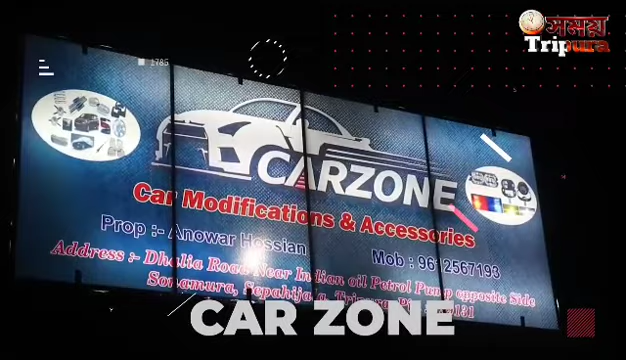 সময়
Tripura
1785
CARZONE
Car Modifications & Accessories
Prop :- Anowar Hossian
Mob : 9612567193
Address :- Dhalia Road Near Indian oil Petrol Pump opposite Side
Sonamura, Sepahijala, Tripura,
CAR ZONE